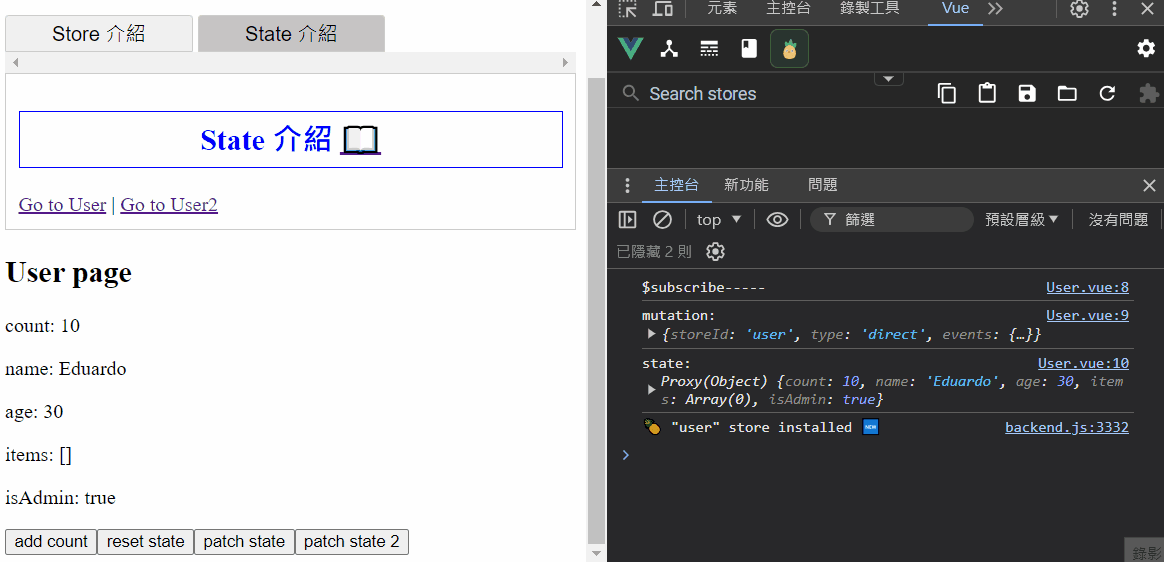 Store 介紹
State 介紹
State 介紹
Go to User | Go to User2
User page
count: 10
name: Eduardo
age: 30
items: []
isAdmin: true
add count
reset state
patch state
patch state 2
元素
主控台
錄製工具
Vue
Search stores
主控台
新功能
問題
top
篩選
預設層級
沒有問題
已隱藏 2 則
$subscribe----- User.vue:8
mutation: User.vue:9
{storeId: 'user', type: 'direct', events: {…}}
state: User.vue:10
Proxy(Object) {count: 10, name: 'Eduardo', age: 30, item
s: Array(0), isAdmin: true}
"user" store installed NEW backend.js:3332
錄影